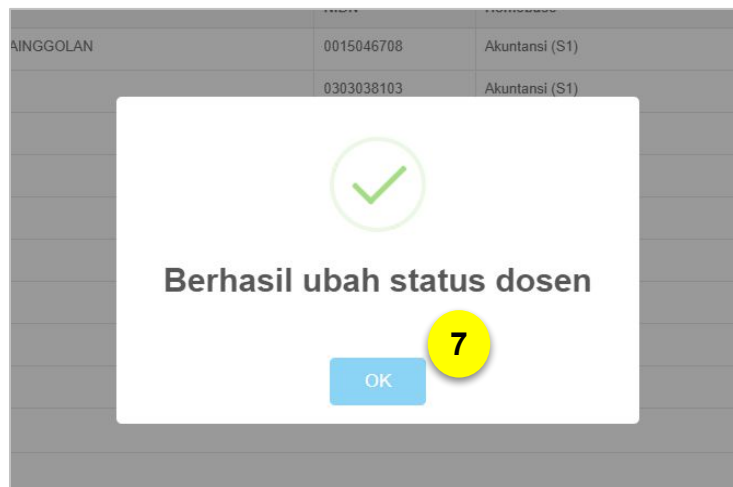 AINGGOLAN 0015046708 Akuntansi (S1)
0303038103 Akuntansi (S1)
Berhasil ubah status dosen
7
OK